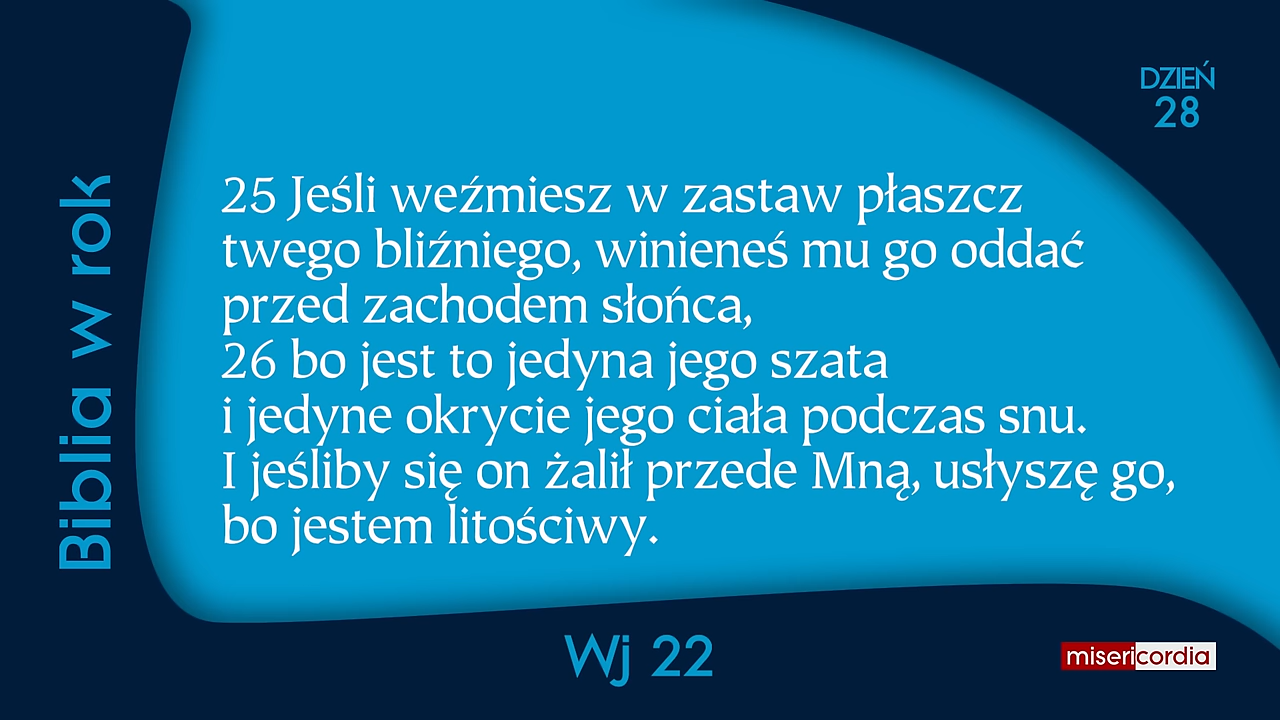 DZIEŃ
28
Biblia w rok
25 Jeśli weźmiesz w zastaw płaszcz
twego bliźniego, winieneś mu go oddać
przed zachodem słońca,
26 bo jest to jedyna jego szata
i jedyne okrycie jego ciała podczas snu.
I jeśliby się on żalił przede Mną, usłyszę go,
bo jestem litościwy.
Wj 22
misericordia